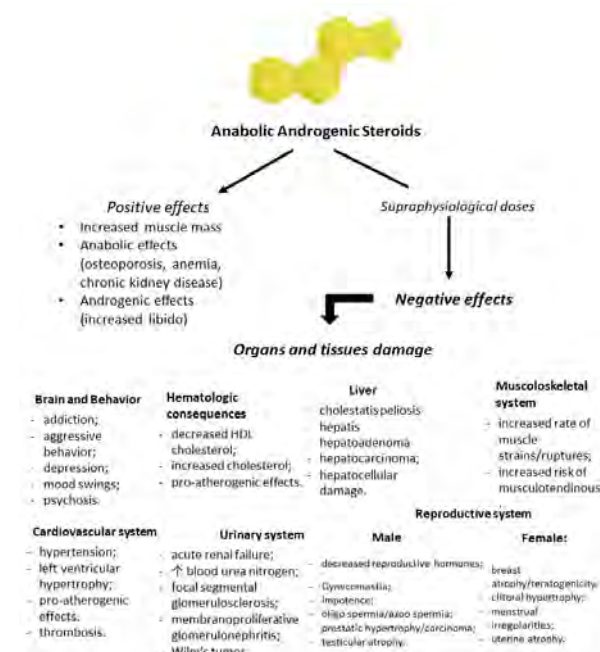 Anabolic Androgenic Steroids
Positive effects
• Increased muscle mass
• Anabolic effects
(osteoporosis, anemia,
chronic kidney disease)
• Androgenic effects
(increased libido)
Supraphysiological doses
Negative effects
Organs and tissues damage
Brain and Behavior
- addiction;
- aggressive
behavior;
- depression;
- mood swings;
- psychosis.
Hematologic
consequences
- decreased HDL
cholesterol;
- increased cholesterol;
- pro-atherogenic effects.
Liver
cholestatis peliosis
hepatis
hepatoadenoma
- hepatocarcinoma;
- hepatocellular
damage.
Muscoloskeletal
system
- increased rate of
muscle
strains/ruptures;
- increased risk of
musculotendinous
Cardiovascular system
- hypertension;
- left ventricular
hypertrophy;
- pro-atherogenic
effects.
- thrombosis.
Urinary system
- acute renal failure;
- ↑ blood urea nitrogen;
- focal segmental
glomerulosclerosis;
- membranoproliferative
glomerulonephritis;
Wilm's tumor
Reproductive system
Male
- decreased reproductive hormones;
- Gynecomastia;
- Impotence;
- oligo spermia/azoo spermia;
- prostatic hypertrophy/carcinoma;
- testicular atrophy.
Female:
breast
atrophy/teratogenicity;
- clitoral hypertrophy;
- menstrual
irregularities;
- uterine atrophy.